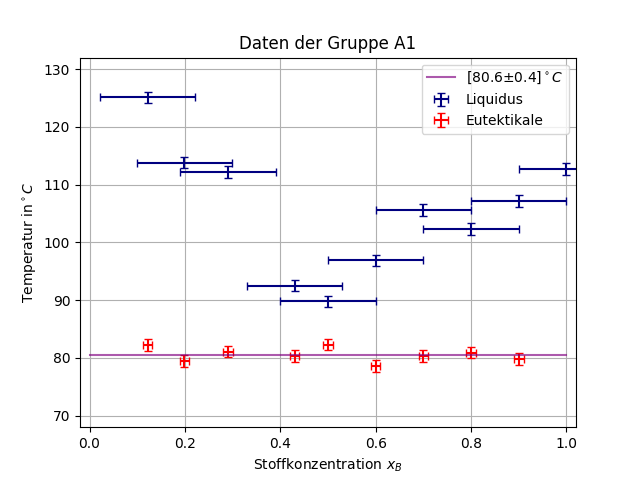 Daten der Gruppe A1
[80.6±0.4]°C
Liquidus
Eutektikale
Temperatur in°C
130
120
110
100
90
80
70
0.0 0.2 0.4 0.6 0.8 1.0
Stoffkonzentration x_B